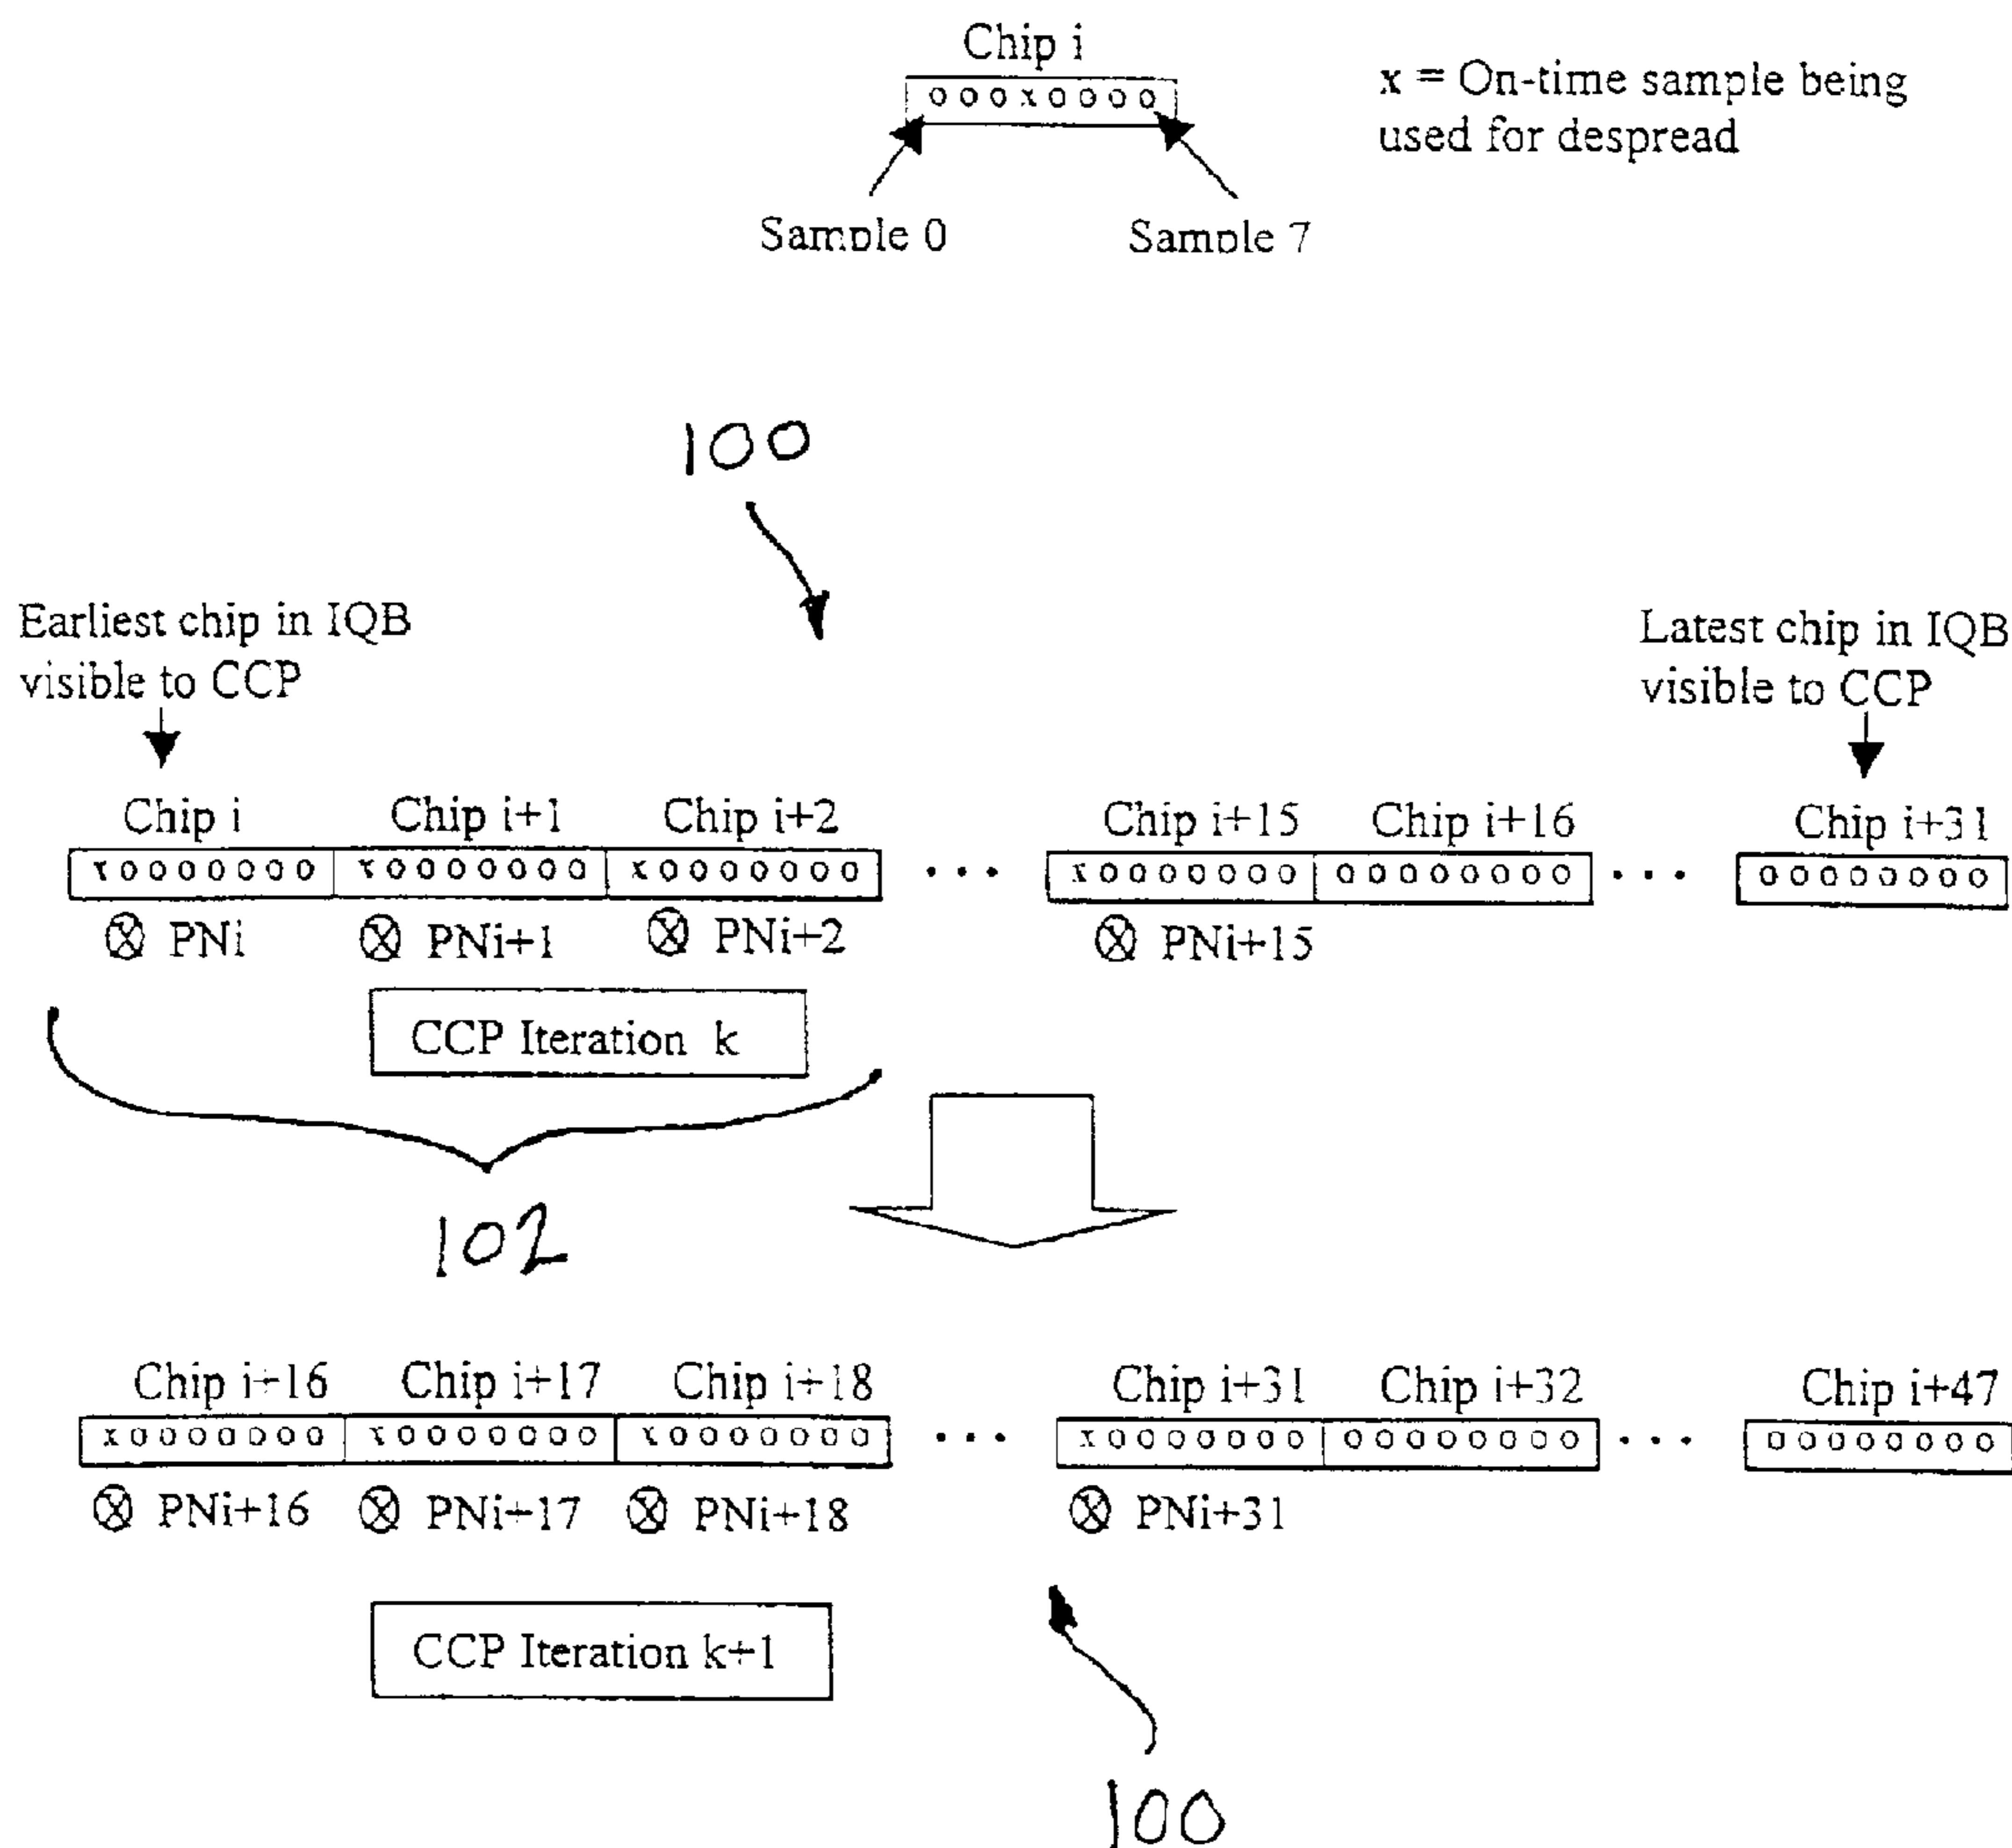 Chip i
o o o x o o o o
x = On-time sample being
used for despread
Sample 0
Sample 7
100
Earliest chip in IQB
visible to CCP
Latest chip in IQB
visible to CCP
Chip i Chip i+1 Chip i+2 Chip i+15 Chip i+16 Chip i+31
x o o o o o o o x o o o o o o o x o o o o o o o ... x o o o o o o o o o o o o o o o ... o o o o o o o o
⊗ PNi ⊗ PNi+1 ⊗ PNi+2 ⊗ PNi+15
CCP Iteration k
102
Chip i+16 Chip i+17 Chip i+18 Chip i+31 Chip i+32 Chip i+47
x o o o o o o o x o o o o o o o x o o o o o o o ... x o o o o o o o o o o o o o o o ... o o o o o o o o
⊗ PNi+16 ⊗ PNi+17 ⊗ PNi+18 ⊗ PNi+31
CCP Iteration k+1
100